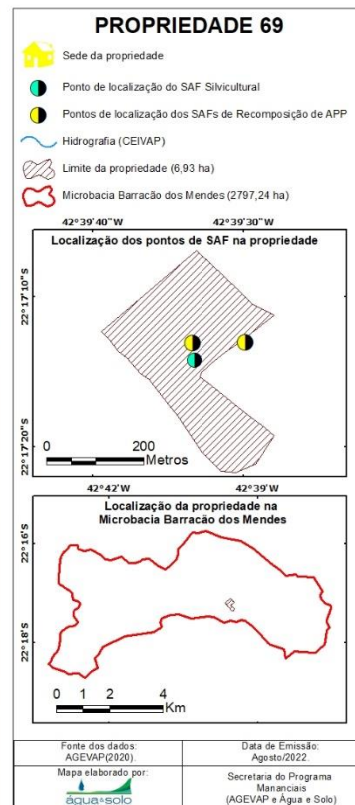 PROPRIEDADE 69
Sede da propriedade
Ponto de localização do SAF Silvicultural
Pontos de localização dos SAFs de Recomposição de APP
Hidrografia (CEIVAP)
Limite da propriedade (6,93 ha)
Microbacia Barracão dos Mendes (2797,24 ha)
42°39'40"W 42°39'30"W
Localização dos pontos de SAF na propriedade
22°17'10"S
22°17'20"S
0 200
Metros
42°42'W 42°39'W
Localização da propriedade na
Microbacia Barracão dos Mendes
22°16'S
22°18'S
0 1 2 4
Km
Fonte dos dados:
AGEVAP(2020).
Data de Emissão:
Agosto/2022.
Mapa elaborado por:
água&solo
Secretaria do Programa
Mananciais
(AGEVAP e Água e Solo)